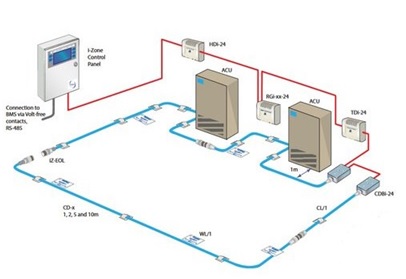 i-Zone
Control
Panel
HDI-24
ACU
RGi-xx-24
ACU
TDI-24
Connection to
BMS via Volt-free
contacts,
RS-485
iZ-EOL
1m
CDBi-24
CD-x
1, 2, 5 and 10m
CL/1
WL/1